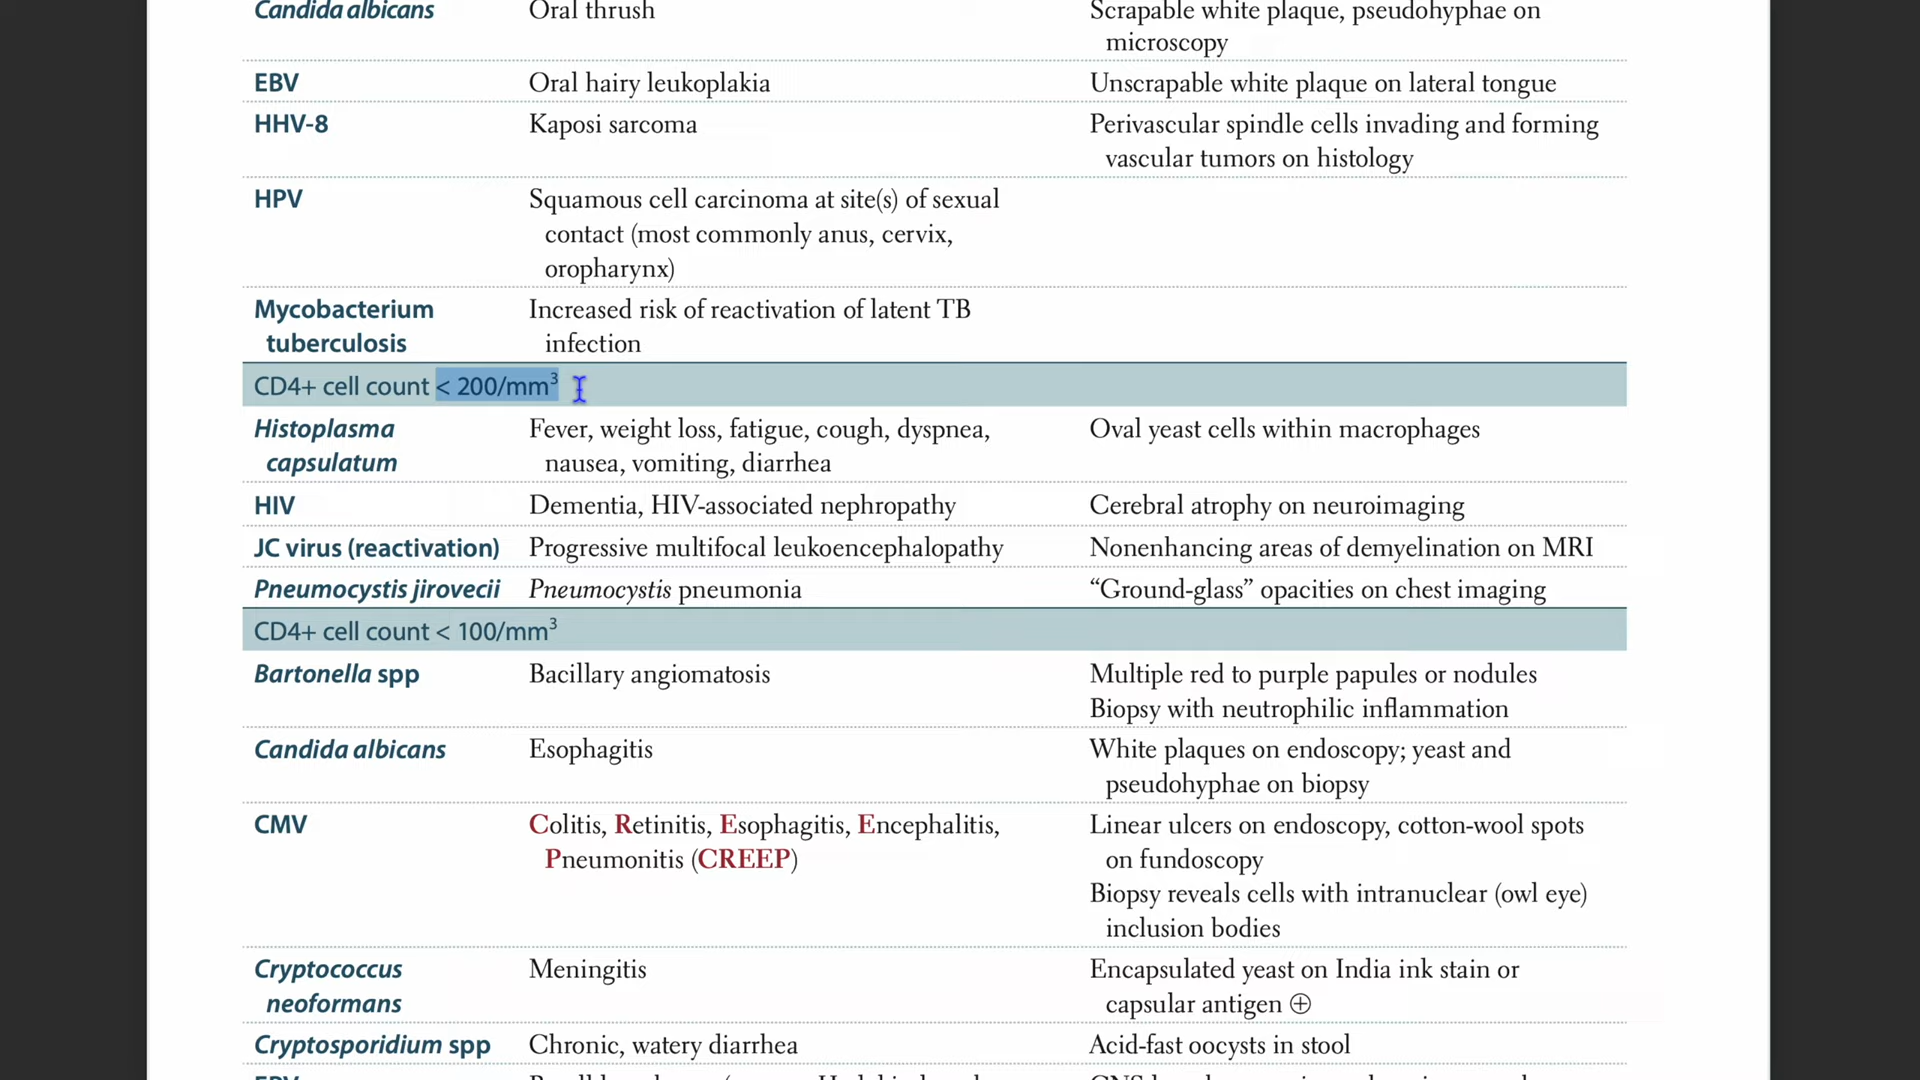 Candida albicans Oral thrush Scrapable white plaque, pseudohyphae on
microscopy
EBV Oral hairy leukoplakia Unscrapable white plaque on lateral tongue
HHV-8 Kaposi sarcoma Perivascular spindle cells invading and forming
vascular tumors on histology
HPV Squamous cell carcinoma at site(s) of sexual
contact (most commonly anus, cervix,
oropharynx)
Mycobacterium Increased risk of reactivation of latent TB
tuberculosis infection
CD4+ cell count < 200/mm³
Histoplasma Fever, weight loss, fatigue, cough, dyspnea, Oval yeast cells within macrophages
capsulatum nausea, vomiting, diarrhea
HIV Dementia, HIV-associated nephropathy Cerebral atrophy on neuroimaging
JC virus (reactivation) Progressive multifocal leukoencephalopathy Nonenhancing areas of demyelination on MRI
Pneumocystis jirovecii Pneumocystis pneumonia “Ground-glass” opacities on chest imaging
CD4+ cell count < 100/mm³
Bartonella spp Bacillary angiomatosis Multiple red to purple papules or nodules
Biopsy with neutrophilic inflammation
Candida albicans Esophagitis White plaques on endoscopy; yeast and
pseudohyphae on biopsy
CMV Colitis, Retinitis, Esophagitis, Encephalitis, Linear ulcers on endoscopy, cotton-wool spots
Pneumonitis (CREEP) on fundoscopy
Biopsy reveals cells with intranuclear (owl eye)
inclusion bodies
Cryptococcus Meningitis Encapsulated yeast on India ink stain or
neoformans capsular antigen ⊕
Cryptosporidium spp Chronic, watery diarrhea Acid-fast oocysts in stool